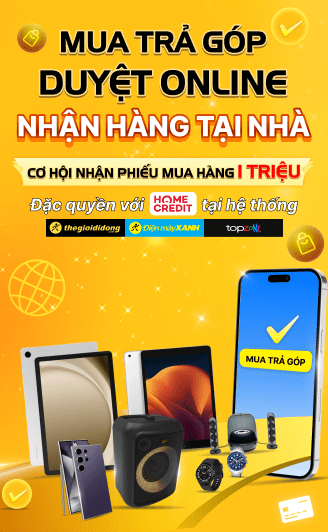 MUA TRẢ GÓP
DUYỆT ONLINE
NHẬN HÀNG TẠI NHÀ
CƠ HỘI NHẬN PHIẾU MUA HÀNG 1 TRIỆU
Đặc quyền với HOME CREDIT tại hệ thống
thegioididong Điện máy XANH topzone
MUA TRẢ GÓP